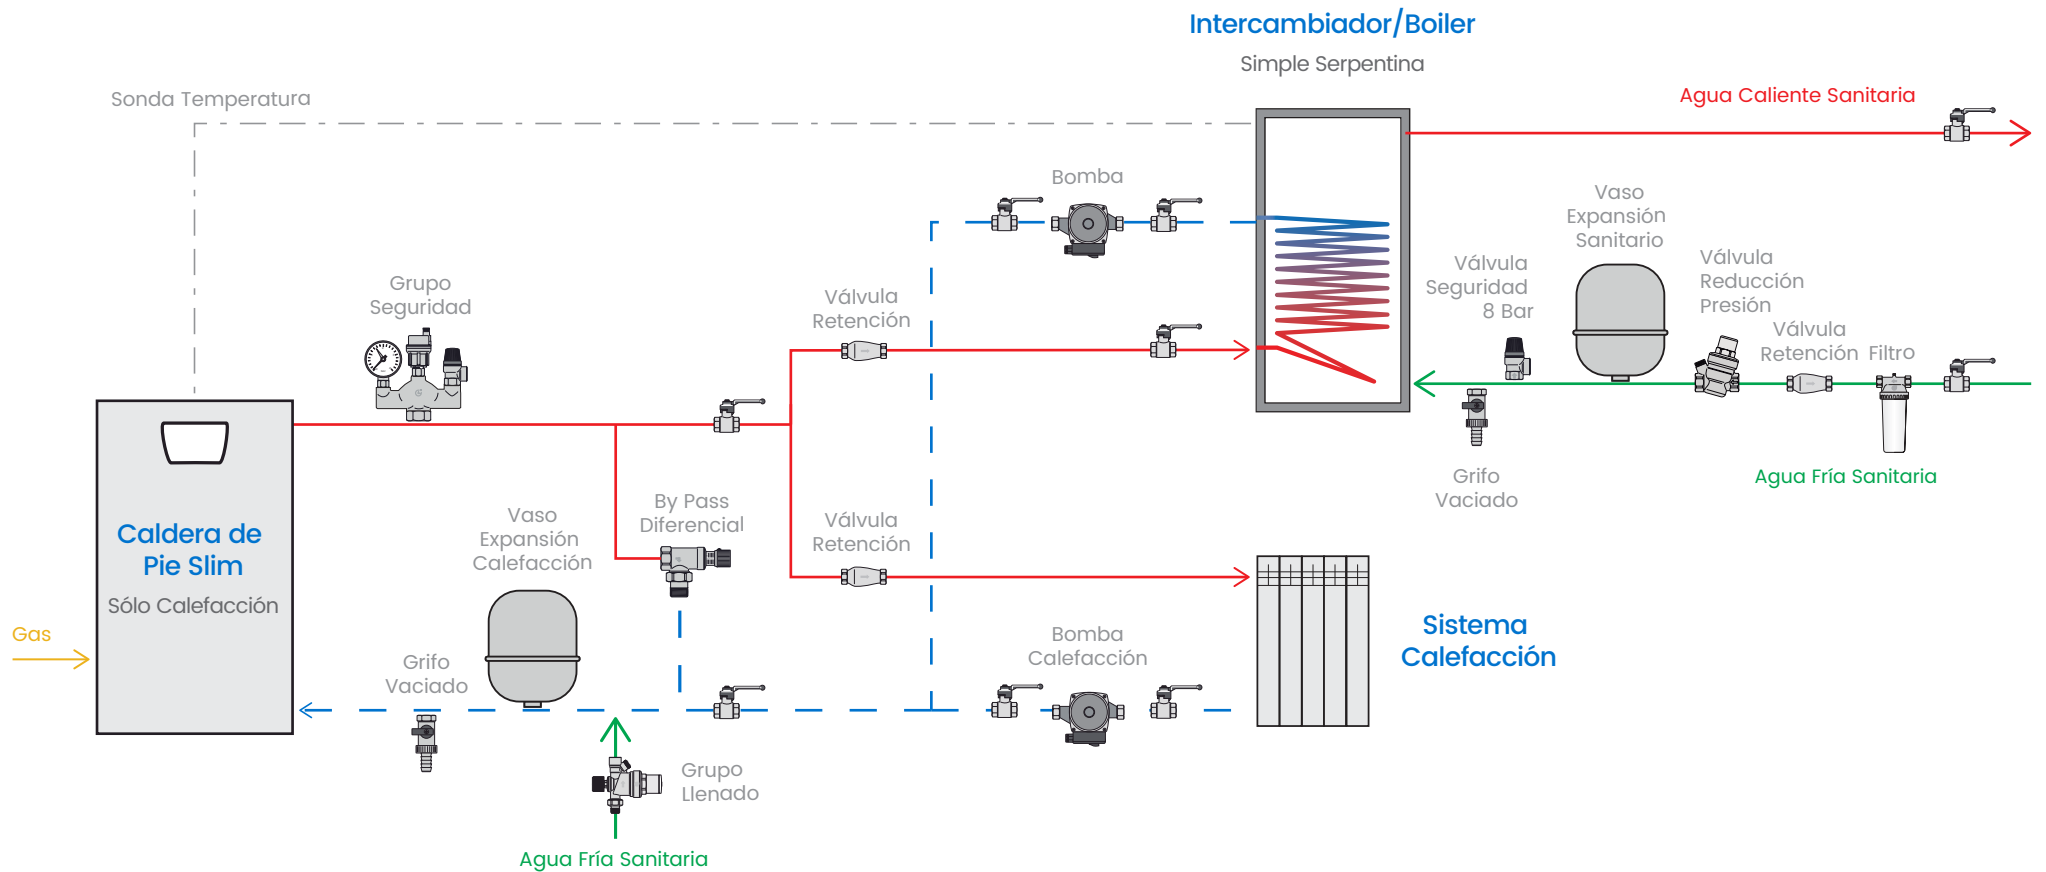 Intercambiador/Boiler
Simple Serpentina
Sonda Temperatura
Agua Caliente Sanitaria
Bomba
Vaso
Expansión
Sanitario
Válvula
Seguridad
8 Bar
Válvula
Reducción
Presión
Grupo
Seguridad
Válvula
Retención
Válvula
Retención
Filtro
Grifo
Vaciado
Agua Fría Sanitaria
Caldera de
Pie Slim
Sólo Calefacción
Gas
Vaso
Expansión
Calefacción
By Pass
Diferencial
Válvula
Retención
Grifo
Vaciado
Bomba
Calefacción
Sistema
Calefacción
Grupo
Llenado
Agua Fría Sanitaria